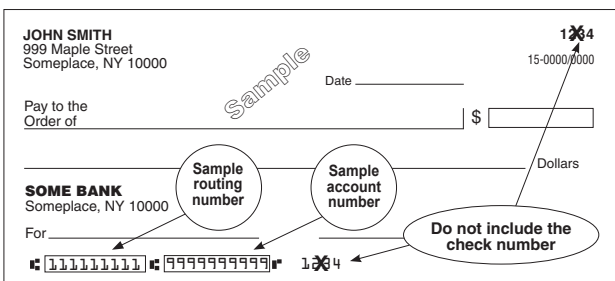 JOHN SMITH
1234
999 Maple Street
15-0000/0000
Someplace, NY 10000
Sample
Date
Pay to the
Order of
$
Dollars
Sample
routing
number
Sample
account
number
SOME BANK
Someplace, NY 10000
Do not include the
check number
For
⑆ 111111111 ⑆ 9999999999 ⑈ 1234